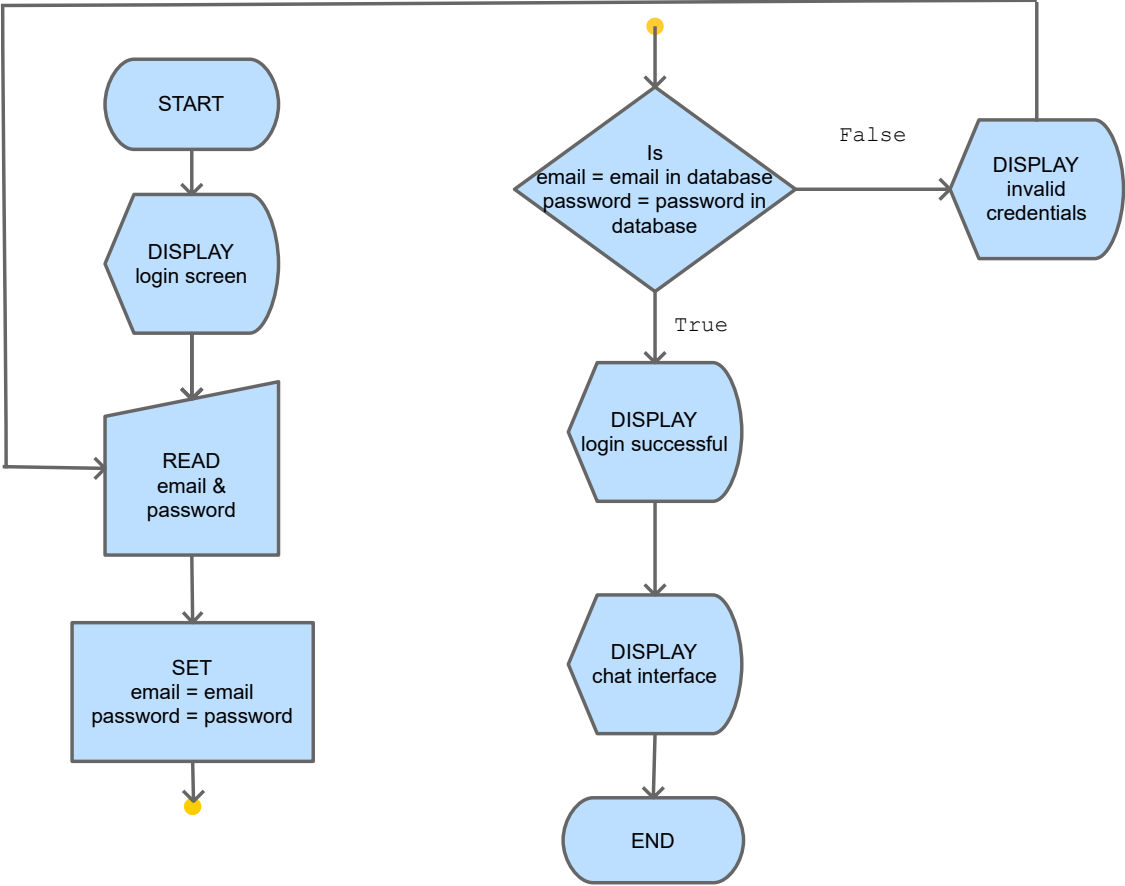 START
DISPLAY
login screen
READ
email &
password
SET
email = email
password = password
Is
email = email in database
password = password in
database
False
DISPLAY
invalid
credentials
True
DISPLAY
login successful
DISPLAY
chat interface
END